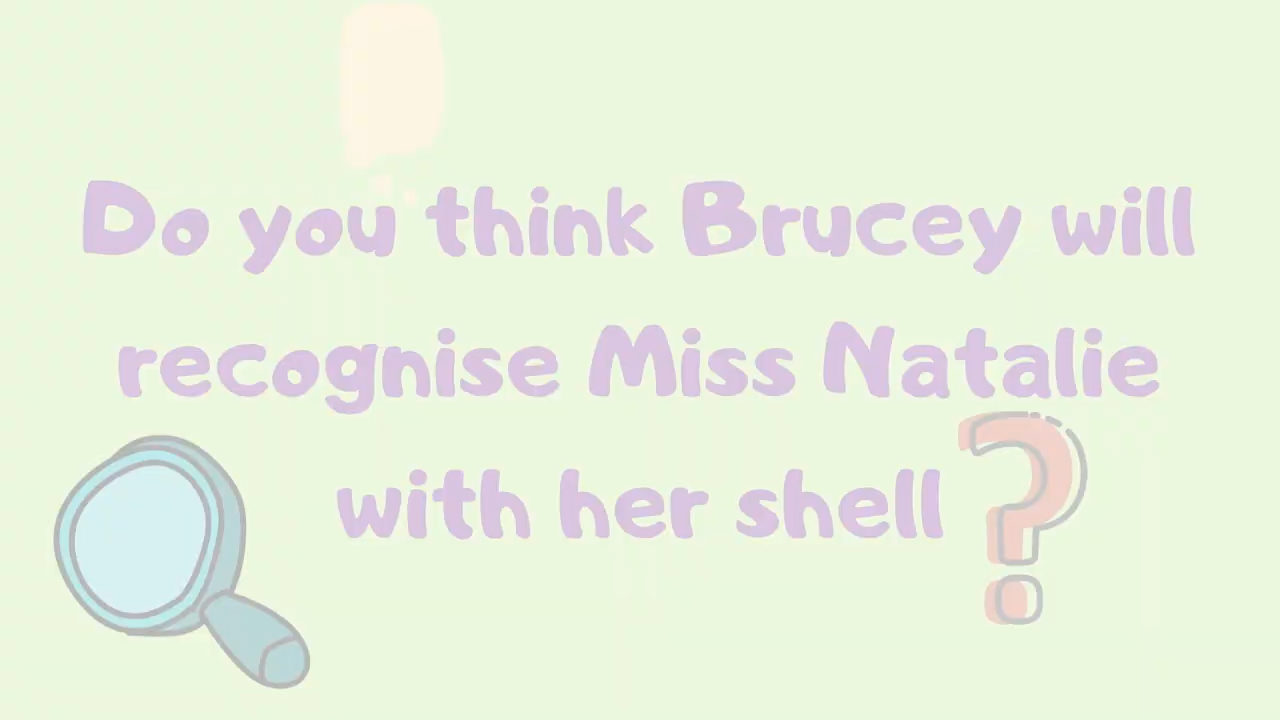 Do you think Brucey will
recognise Miss Natalie
with her shell?